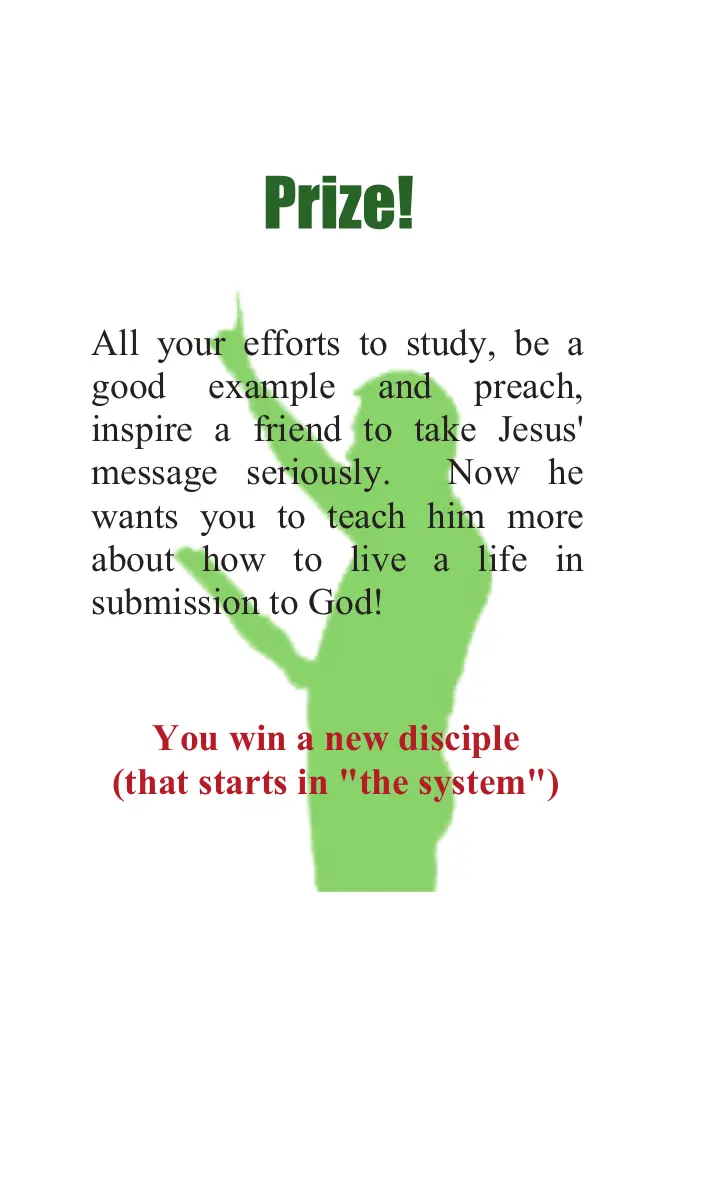 Prize!
All your efforts to study, be a
good example and preach,
inspire a friend to take Jesus'
message seriously.  Now he
wants you to teach him more
about how to live a life in
submission to God!
You win a new disciple
(that starts in "the system")